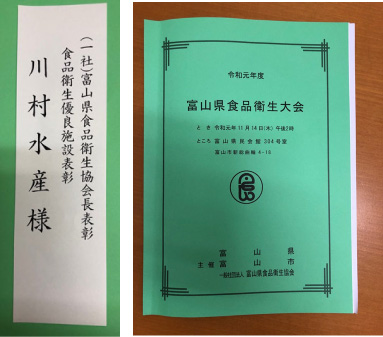 (一社)富山県食品衛生協会長表彰
食品衛生優良施設表彰
川村水産様
令和元年度
富山県食品衛生大会
とき 令和元年11月14日(木)午後2時
ところ 富山県民会館 304号室
富山市新総曲輪4-18
主催
富山県
富山市
一般社団法人 富山県食品衛生協会